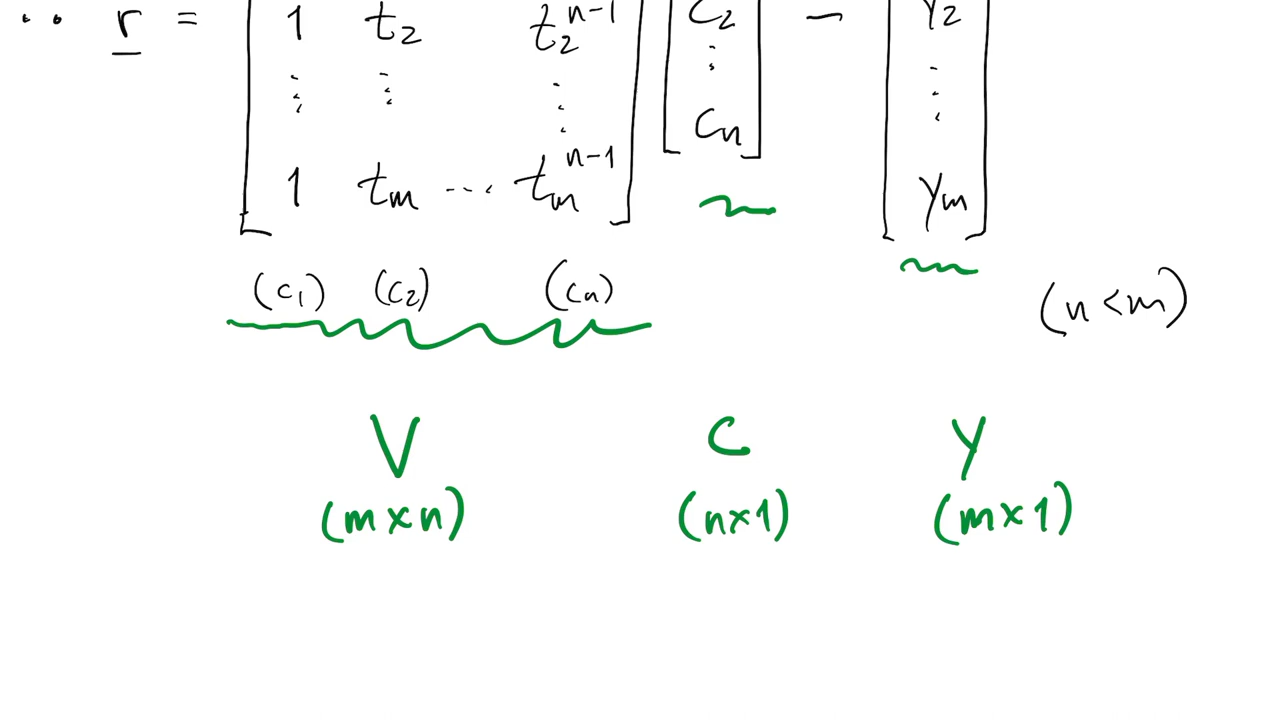 ∴ r = [ 1 t₂ t₂ⁿ⁻¹ ] [ c₂ ] − [ y₂ ]
⋮ ⋮ ⋮ ⋮ ⋮
cₙ
1 tₘ ... tₘⁿ⁻¹ yₘ
(c₁) (c₂) (cₙ) (n<m)
V C Y
(m×n) (n×1) (m×1)